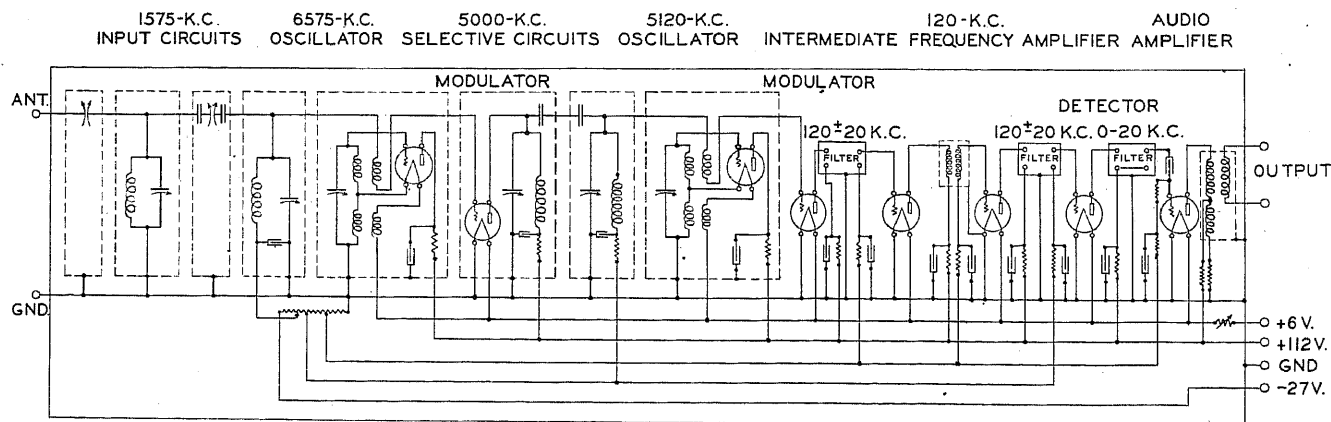 1575-K.C. 6575-K.C. 5000-K.C. 5120-K.C. 120-K.C. AUDIO
INPUT CIRCUITS OSCILLATOR SELECTIVE CIRCUITS OSCILLATOR INTERMEDIATE FREQUENCY AMPLIFIER AMPLIFIER
MODULATOR MODULATOR
ANT.
DETECTOR
120±20 K.C. 120±20 K.C. 0-20 K.C.
FILTER FILTER FILTER
OUTPUT
GND.
+6 V.
+112 V.
GND
-27 V.